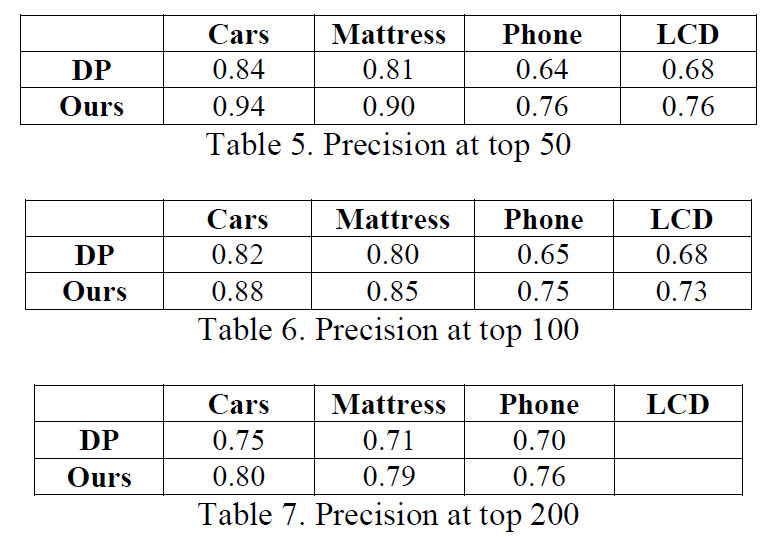 Cars Mattress Phone LCD
DP 0.84 0.81 0.64 0.68
Ours 0.94 0.90 0.76 0.76
Table 5. Precision at top 50
Cars Mattress Phone LCD
DP 0.82 0.80 0.65 0.68
Ours 0.88 0.85 0.75 0.73
Table 6. Precision at top 100
Cars Mattress Phone LCD
DP 0.75 0.71 0.70
Ours 0.80 0.79 0.76
Table 7. Precision at top 200